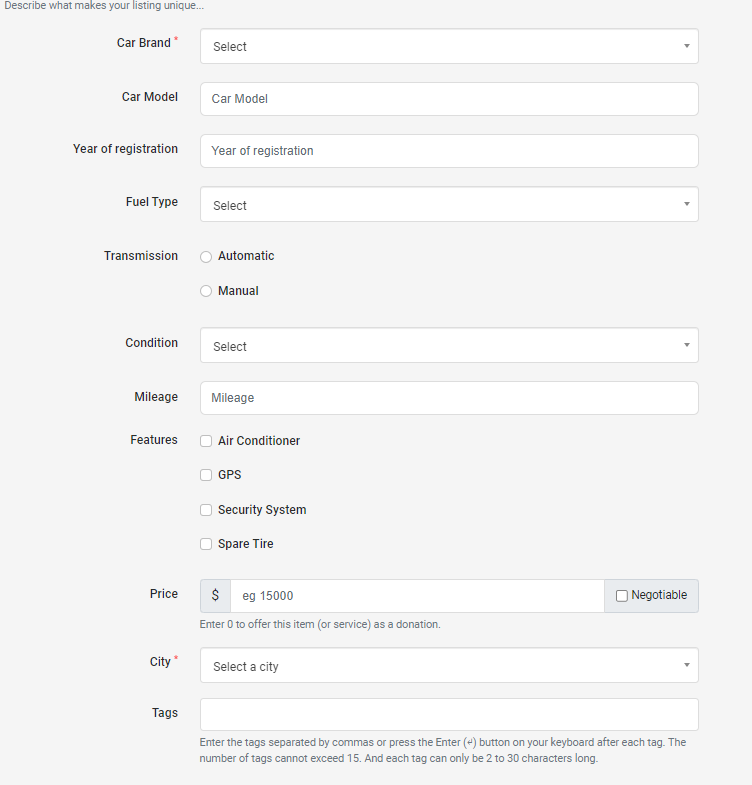 Describe what makes your listing unique...
Car Brand *
Select
Car Model
Car Model
Year of registration
Year of registration
Fuel Type
Select
Transmission
Automatic
Manual
Condition
Select
Mileage
Mileage
Features
Air Conditioner
GPS
Security System
Spare Tire
Price
$
eg 15000
Negotiable
Enter 0 to offer this item (or service) as a donation.
City *
Select a city
Tags
Enter the tags separated by commas or press the Enter (↵) button on your keyboard after each tag. The
number of tags cannot exceed 15. And each tag can only be 2 to 30 characters long.